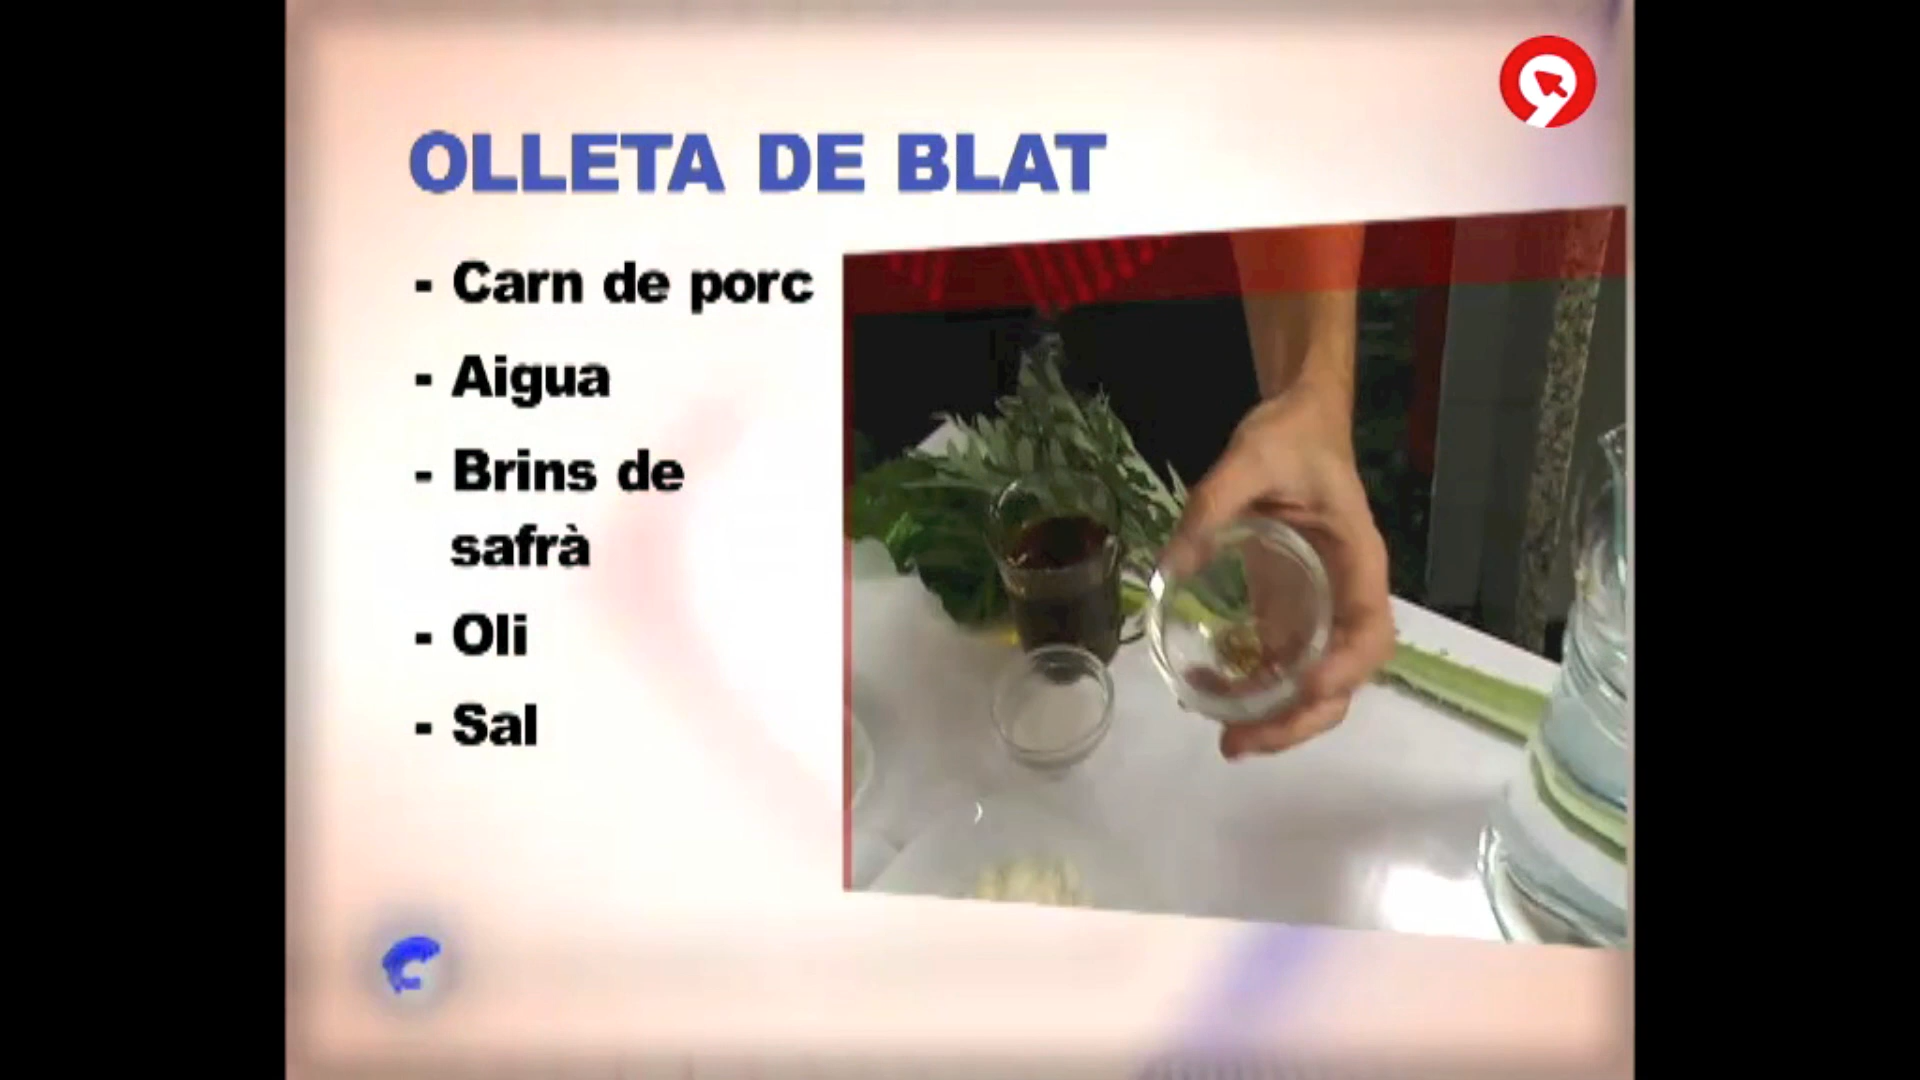 OLLETA DE BLAT
- Carn de porc
- Aigua
- Brins de
safrà
- Oli
- Sal